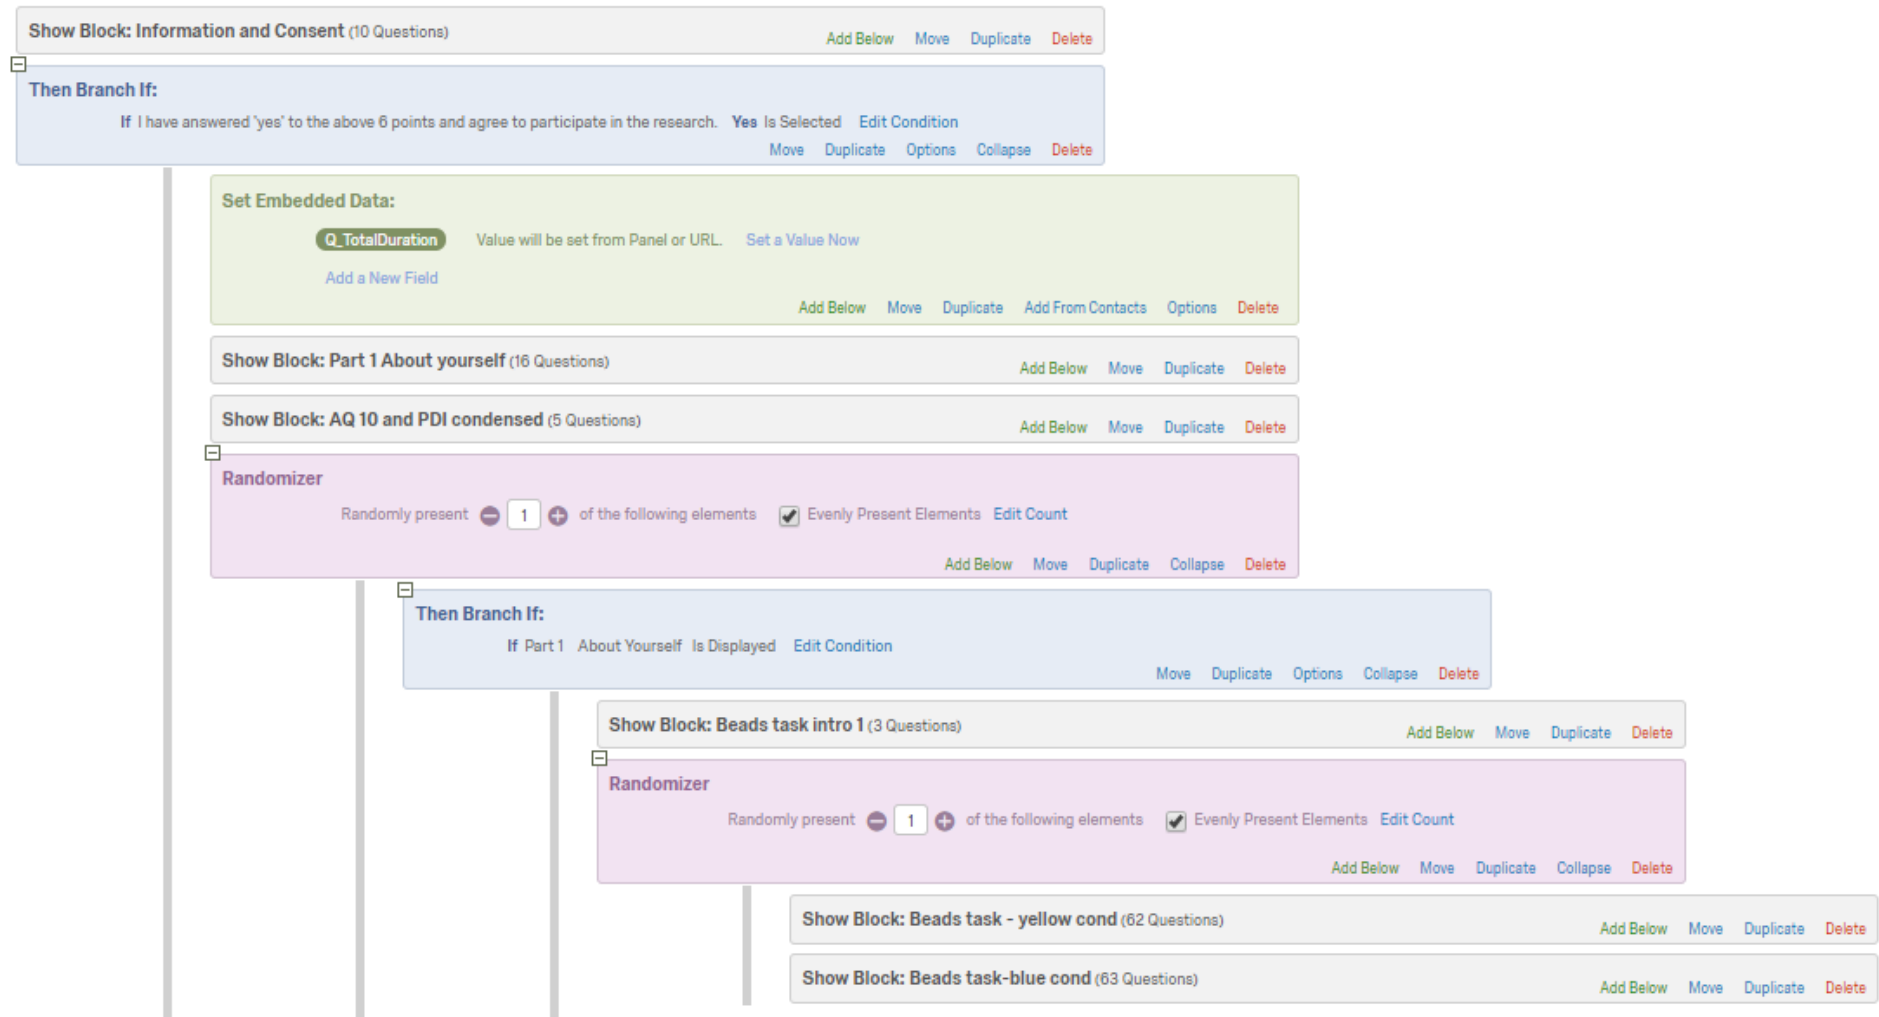 Show Block: Information and Consent (10 Questions)
Add Below Move Duplicate Delete
Then Branch If:
If I have answered 'yes' to the above 6 points and agree to participate in the research. Yes Is Selected Edit Condition
Move Duplicate Options Collapse Delete
Set Embedded Data:
Q_TotalDuration Value will be set from Panel or URL. Set a Value Now
Add a New Field
Add Below Move Duplicate Add From Contacts Options Delete
Show Block: Part 1 About yourself (16 Questions)
Add Below Move Duplicate Delete
Show Block: AQ 10 and PDI condensed (5 Questions)
Add Below Move Duplicate Delete
Randomizer
Randomly present 1 of the following elements Evenly Present Elements Edit Count
Add Below Move Duplicate Collapse Delete
Then Branch If:
If Part 1 About Yourself Is Displayed Edit Condition
Move Duplicate Options Collapse Delete
Show Block: Beads task intro 1 (3 Questions)
Add Below Move Duplicate Delete
Randomizer
Randomly present 1 of the following elements Evenly Present Elements Edit Count
Add Below Move Duplicate Collapse Delete
Show Block: Beads task - yellow cond (62 Questions)
Add Below Move Duplicate Delete
Show Block: Beads task-blue cond (63 Questions)
Add Below Move Duplicate Delete